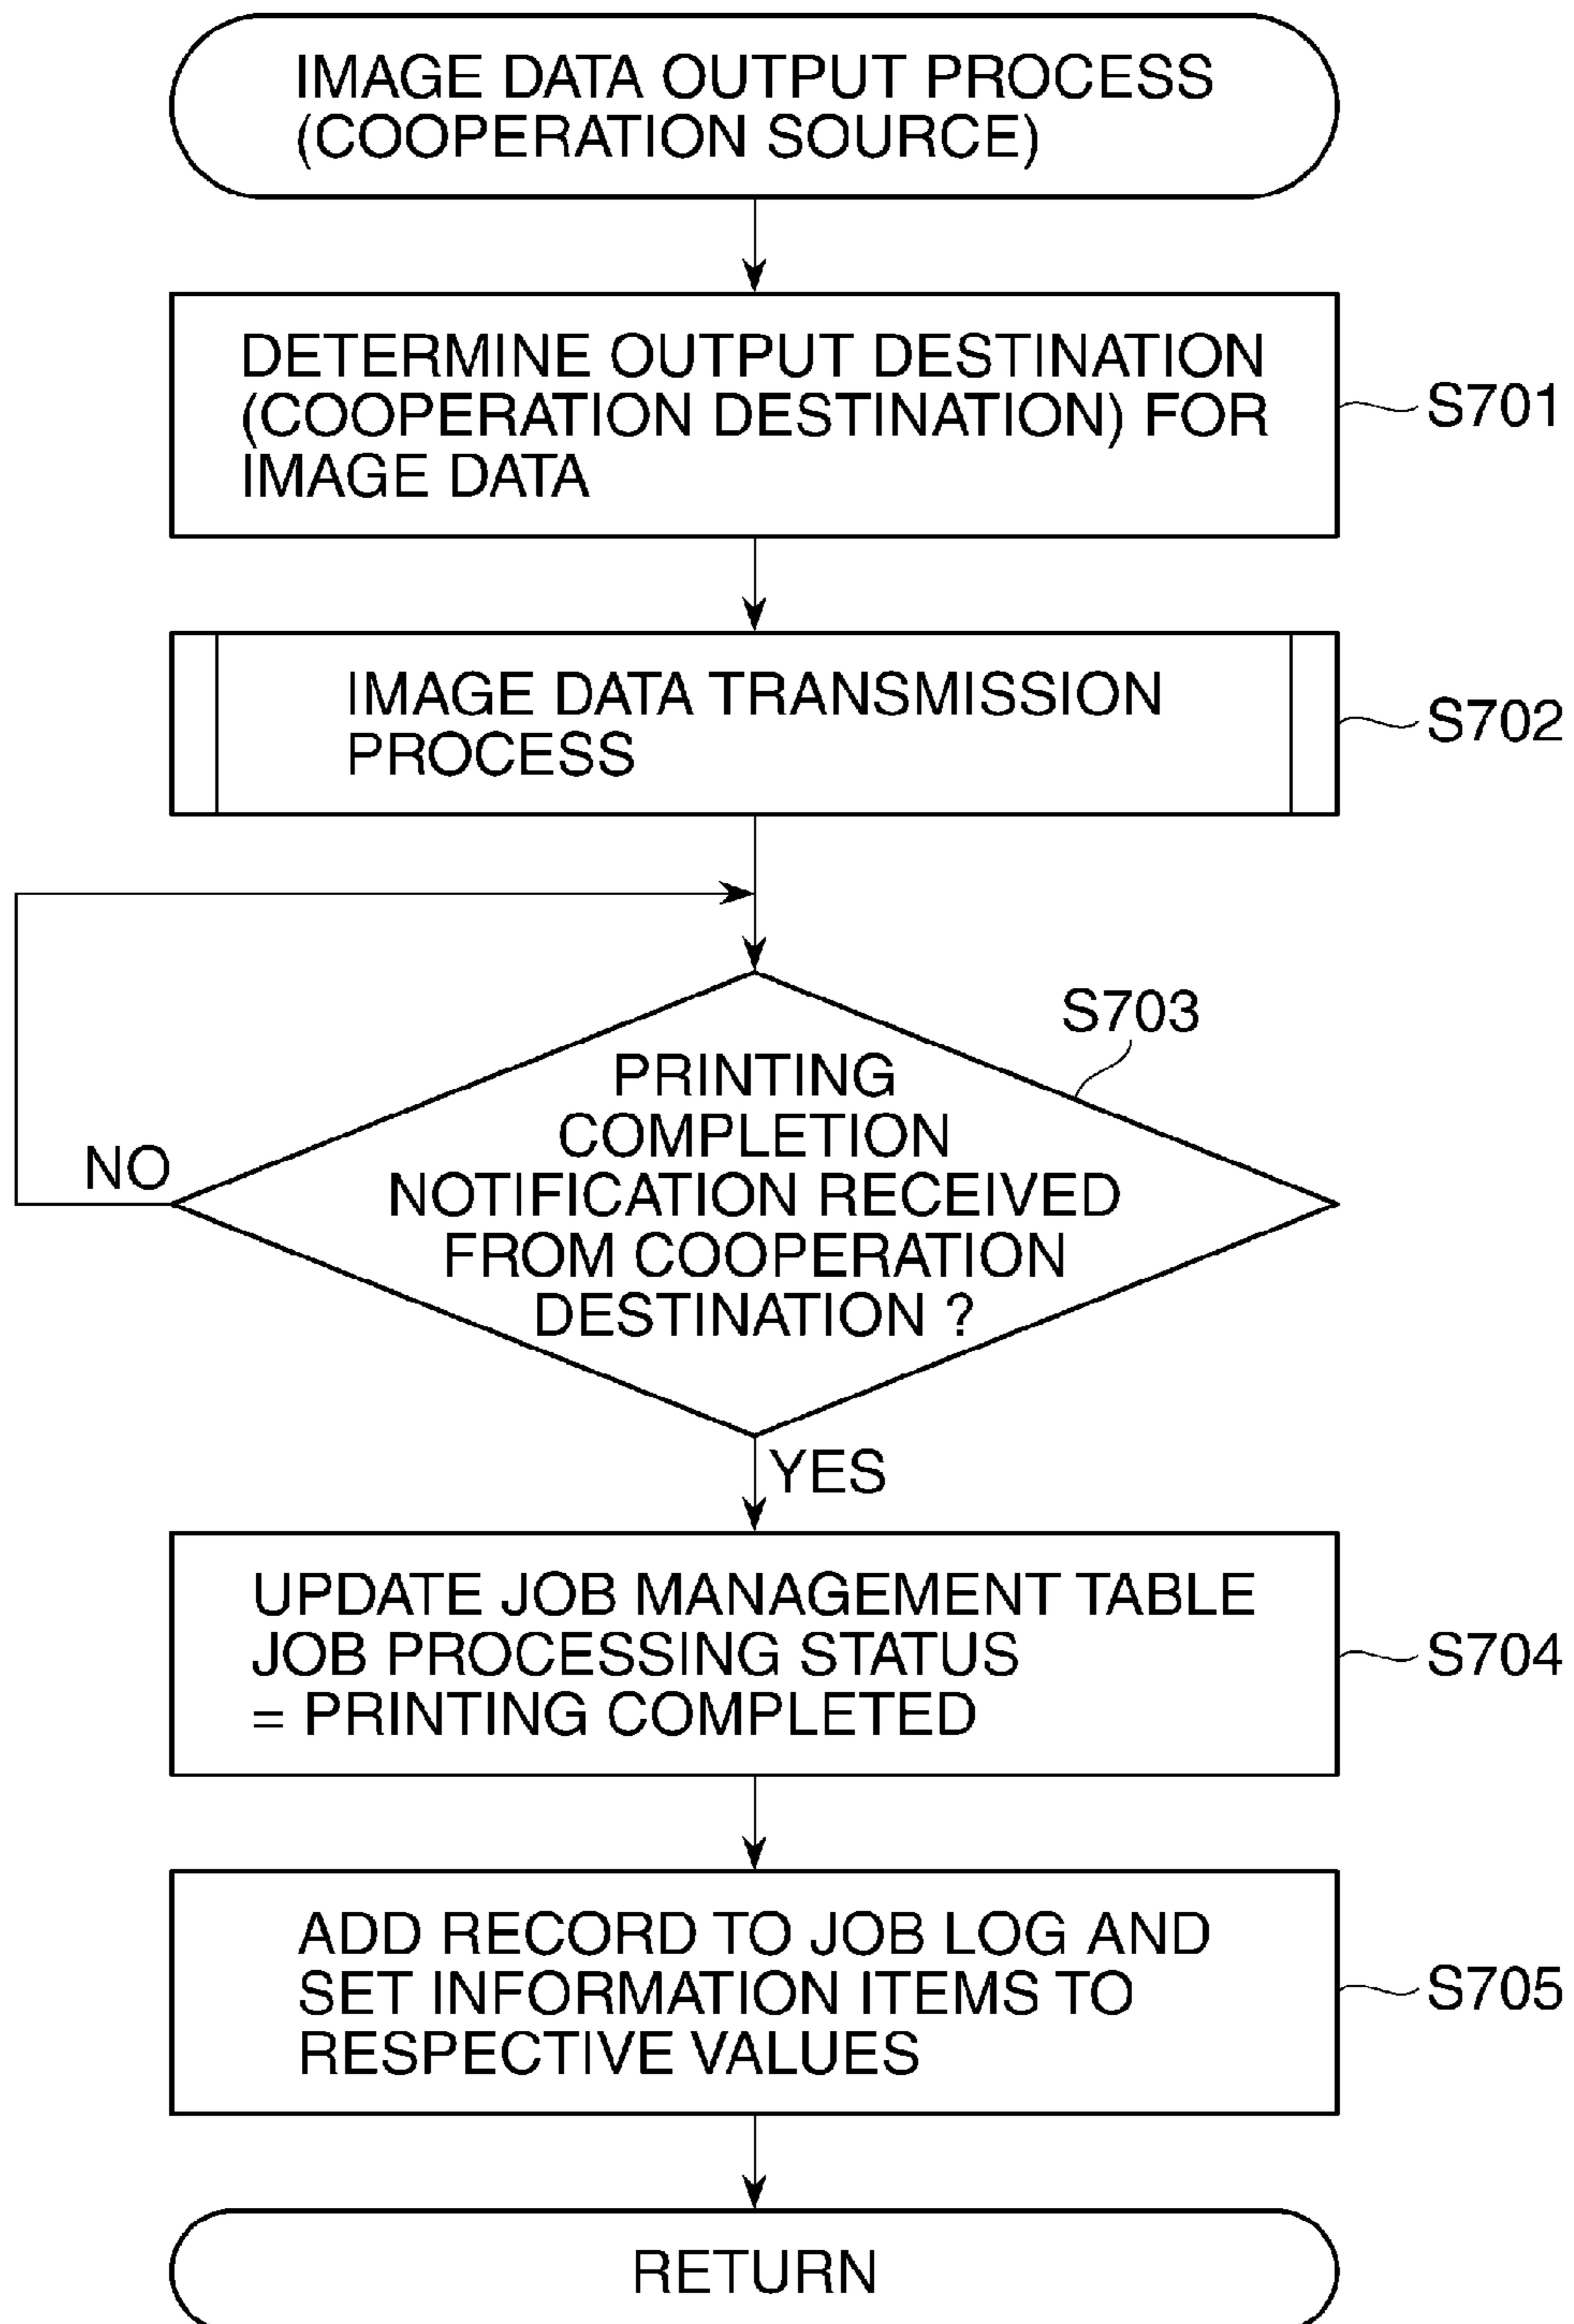 IMAGE DATA OUTPUT PROCESS
(COOPERATION SOURCE)
DETERMINE OUTPUT DESTINATION
(COOPERATION DESTINATION) FOR
IMAGE DATA
S701
IMAGE DATA TRANSMISSION
PROCESS
S702
S703
PRINTING
COMPLETION
NOTIFICATION RECEIVED
FROM COOPERATION
DESTINATION ?
NO
YES
UPDATE JOB MANAGEMENT TABLE
JOB PROCESSING STATUS
= PRINTING COMPLETED
S704
ADD RECORD TO JOB LOG AND
SET INFORMATION ITEMS TO
RESPECTIVE VALUES
S705
RETURN